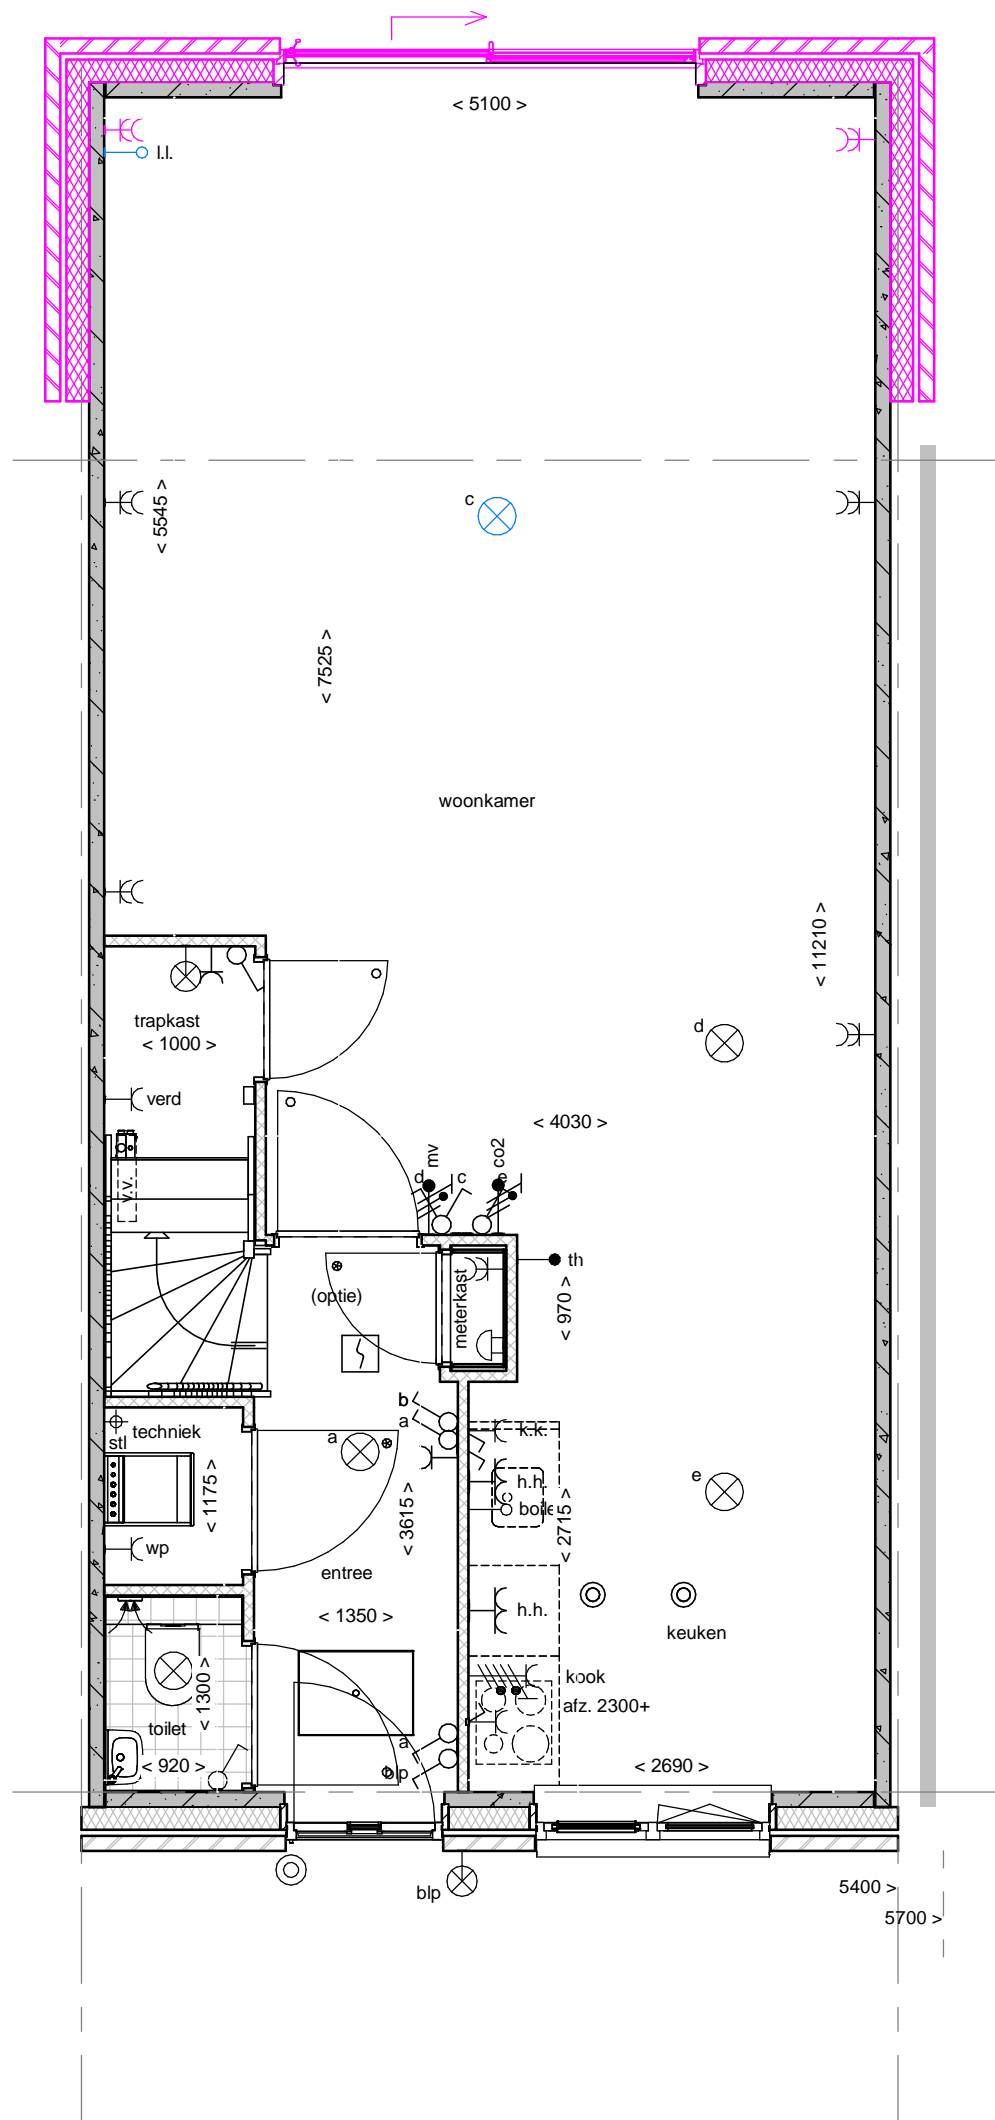 < 5100 >
l.l.
c
< 5545 >
< 7525 >
woonkamer
< 11210 >
trapkast
< 1000 >
d
verd
< 4030 >
mv
co2
d
c
e
v.v.
th
(optie)
meterkast
< 970 >
b
a
a
k.k.
techniek
stl
h.h.
e
< 1175 >
boile
< 3615 >
< 2715 >
wp
entree
h.h.
< 1350 >
keuken
kook
< 1300 >
afz. 2300+
toilet
a
< 920 >
blp
< 2690 >
blp
5400 >
5700 >